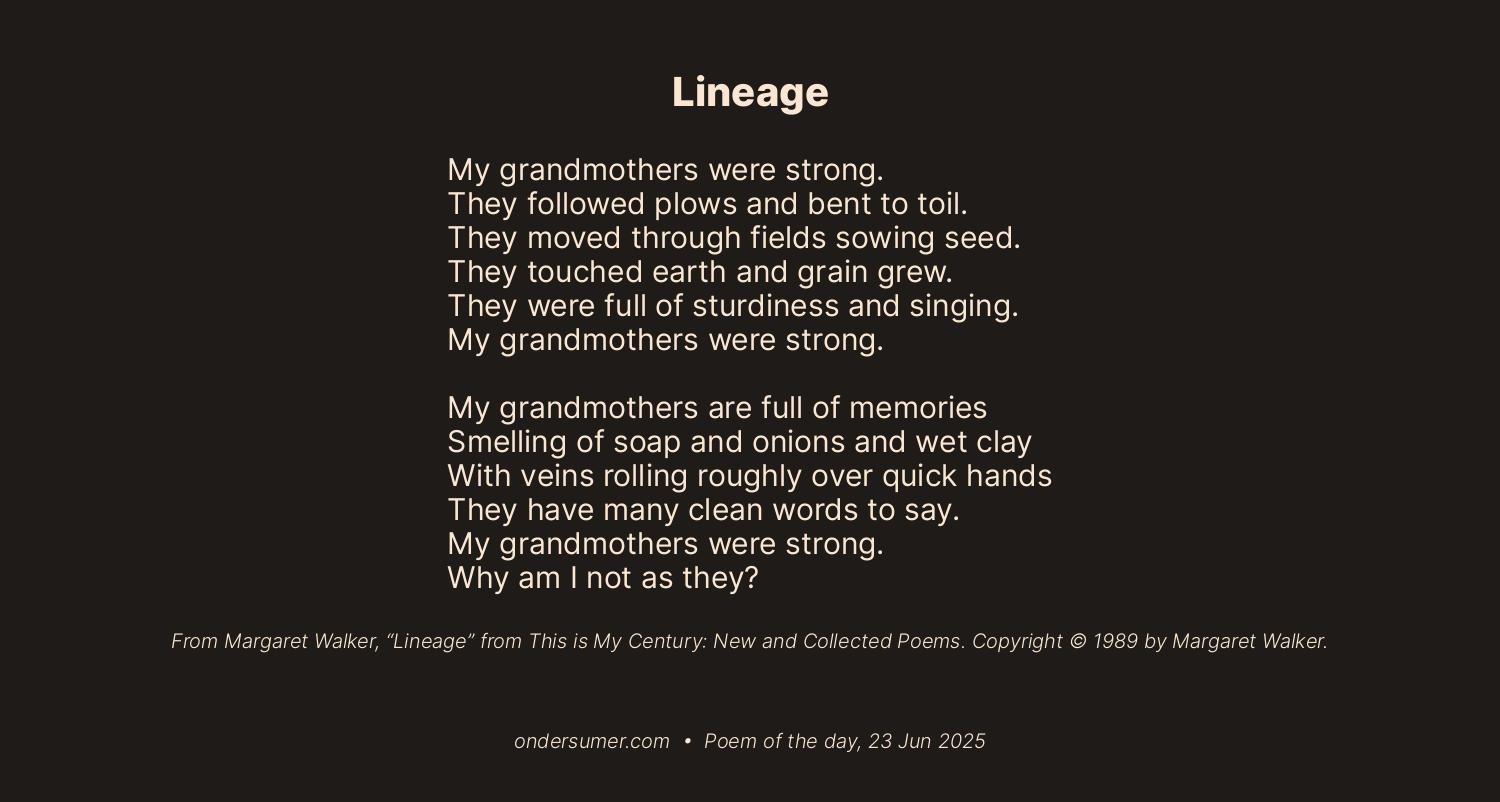 Lineage
My grandmothers were strong.
They followed plows and bent to toil.
They moved through fields sowing seed.
They touched earth and grain grew.
They were full of sturdiness and singing.
My grandmothers were strong.
My grandmothers are full of memories
Smelling of soap and onions and wet clay
With veins rolling roughly over quick hands
They have many clean words to say.
My grandmothers were strong.
Why am I not as they?
From Margaret Walker, “Lineage” from This is My Century: New and Collected Poems. Copyright © 1989 by Margaret Walker.
ondersumer.com • Poem of the day, 23 Jun 2025